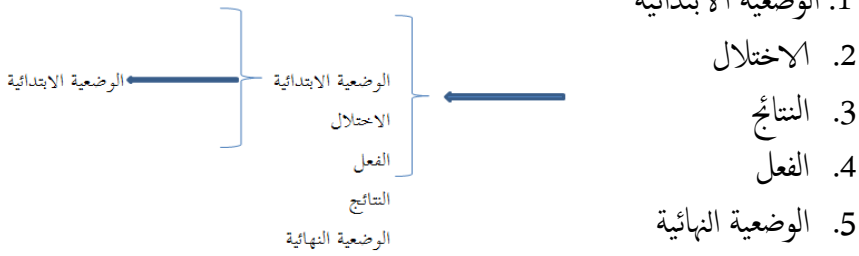 1. الوضعية الابتدائية
2. الاختلال
3. النتائج
4. الفعل
5. الوضعية النهائية
الوضعية الابتدائية
الاختلال
الفعل
النتائج
الوضعية النهائية
الوضعية الابتدائية